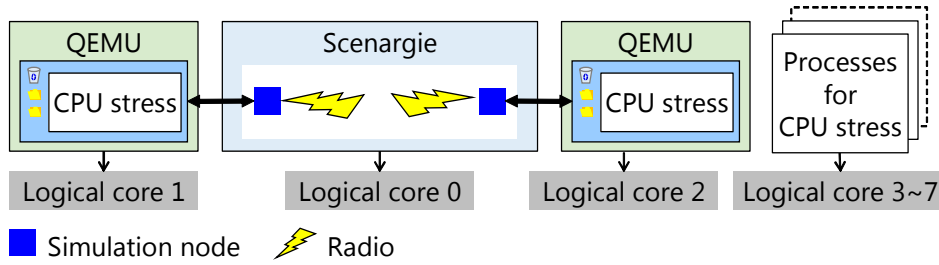 QEMU
CPU stress
Logical core 1
Scenargie
Logical core 0
QEMU
CPU stress
Logical core 2
Processes
for
CPU stress
Logical core 3~7
Simulation node
Radio